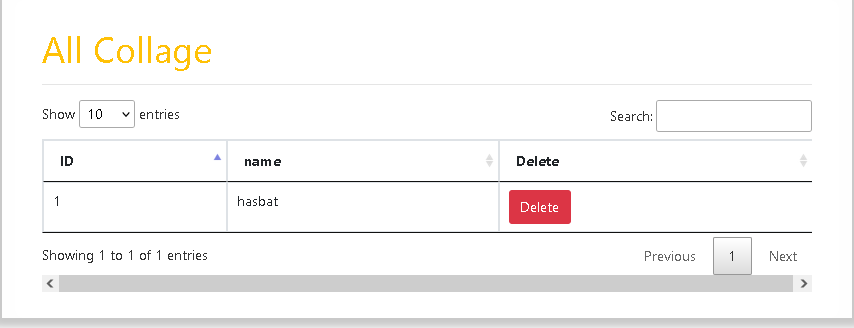 All Collage
Show 10 entries
Search:
ID name Delete
1 hasbat Delete
Showing 1 to 1 of 1 entries
Previous 1 Next